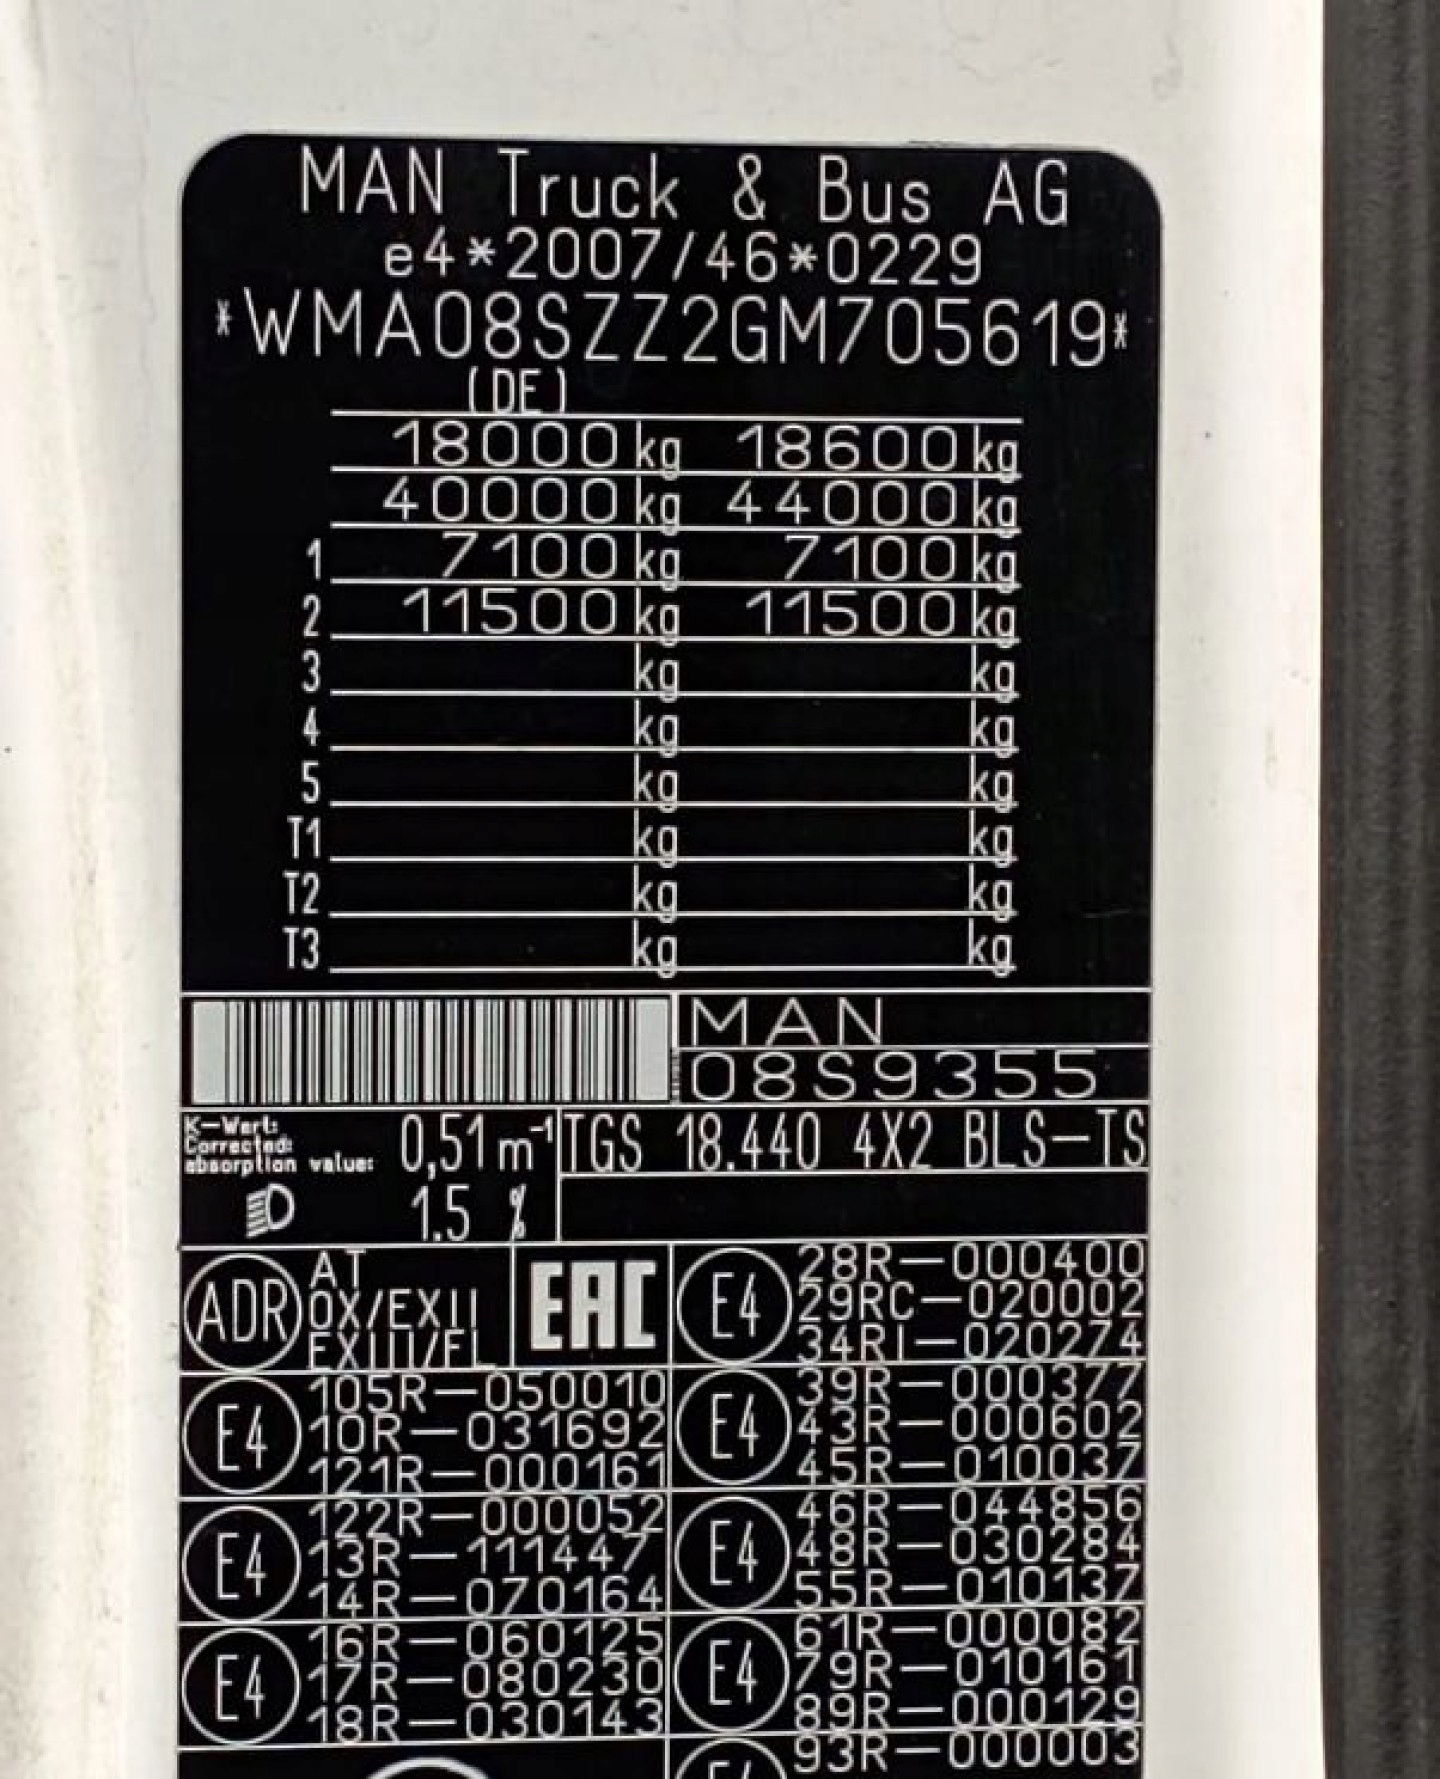 MAN Truck & Bus AG
e4*2007/46*0229
*WMA08SZZ2GM705619*
(DE)
18000 kg 18600 kg
40000 kg 44000 kg
1 7100 kg 7100 kg
2 11500 kg 11500 kg
3 kg kg
4 kg kg
5 kg kg
T1 kg kg
T2 kg kg
T3 kg kg
MAN
08S9355
K-Wert:
Corrected:
absorption value: 0,51 m-1
TGS 18.440 4X2 BLS-TS
1.5 %
ADR
AT
OX/EXII
EXIII/FL
EAC
E4
28R-000400
29RC-020002
34RI-020274
E4
105R-050010
10R-031692
121R-000161
E4
39R-000377
43R-000602
45R-010037
E4
122R-000052
13R-111447
14R-070164
E4
46R-044856
48R-030284
55R-010137
E4
16R-060125
17R-080230
18R-030143
E4
61R-000082
79R-010161
89R-000129
E4
93R-000003